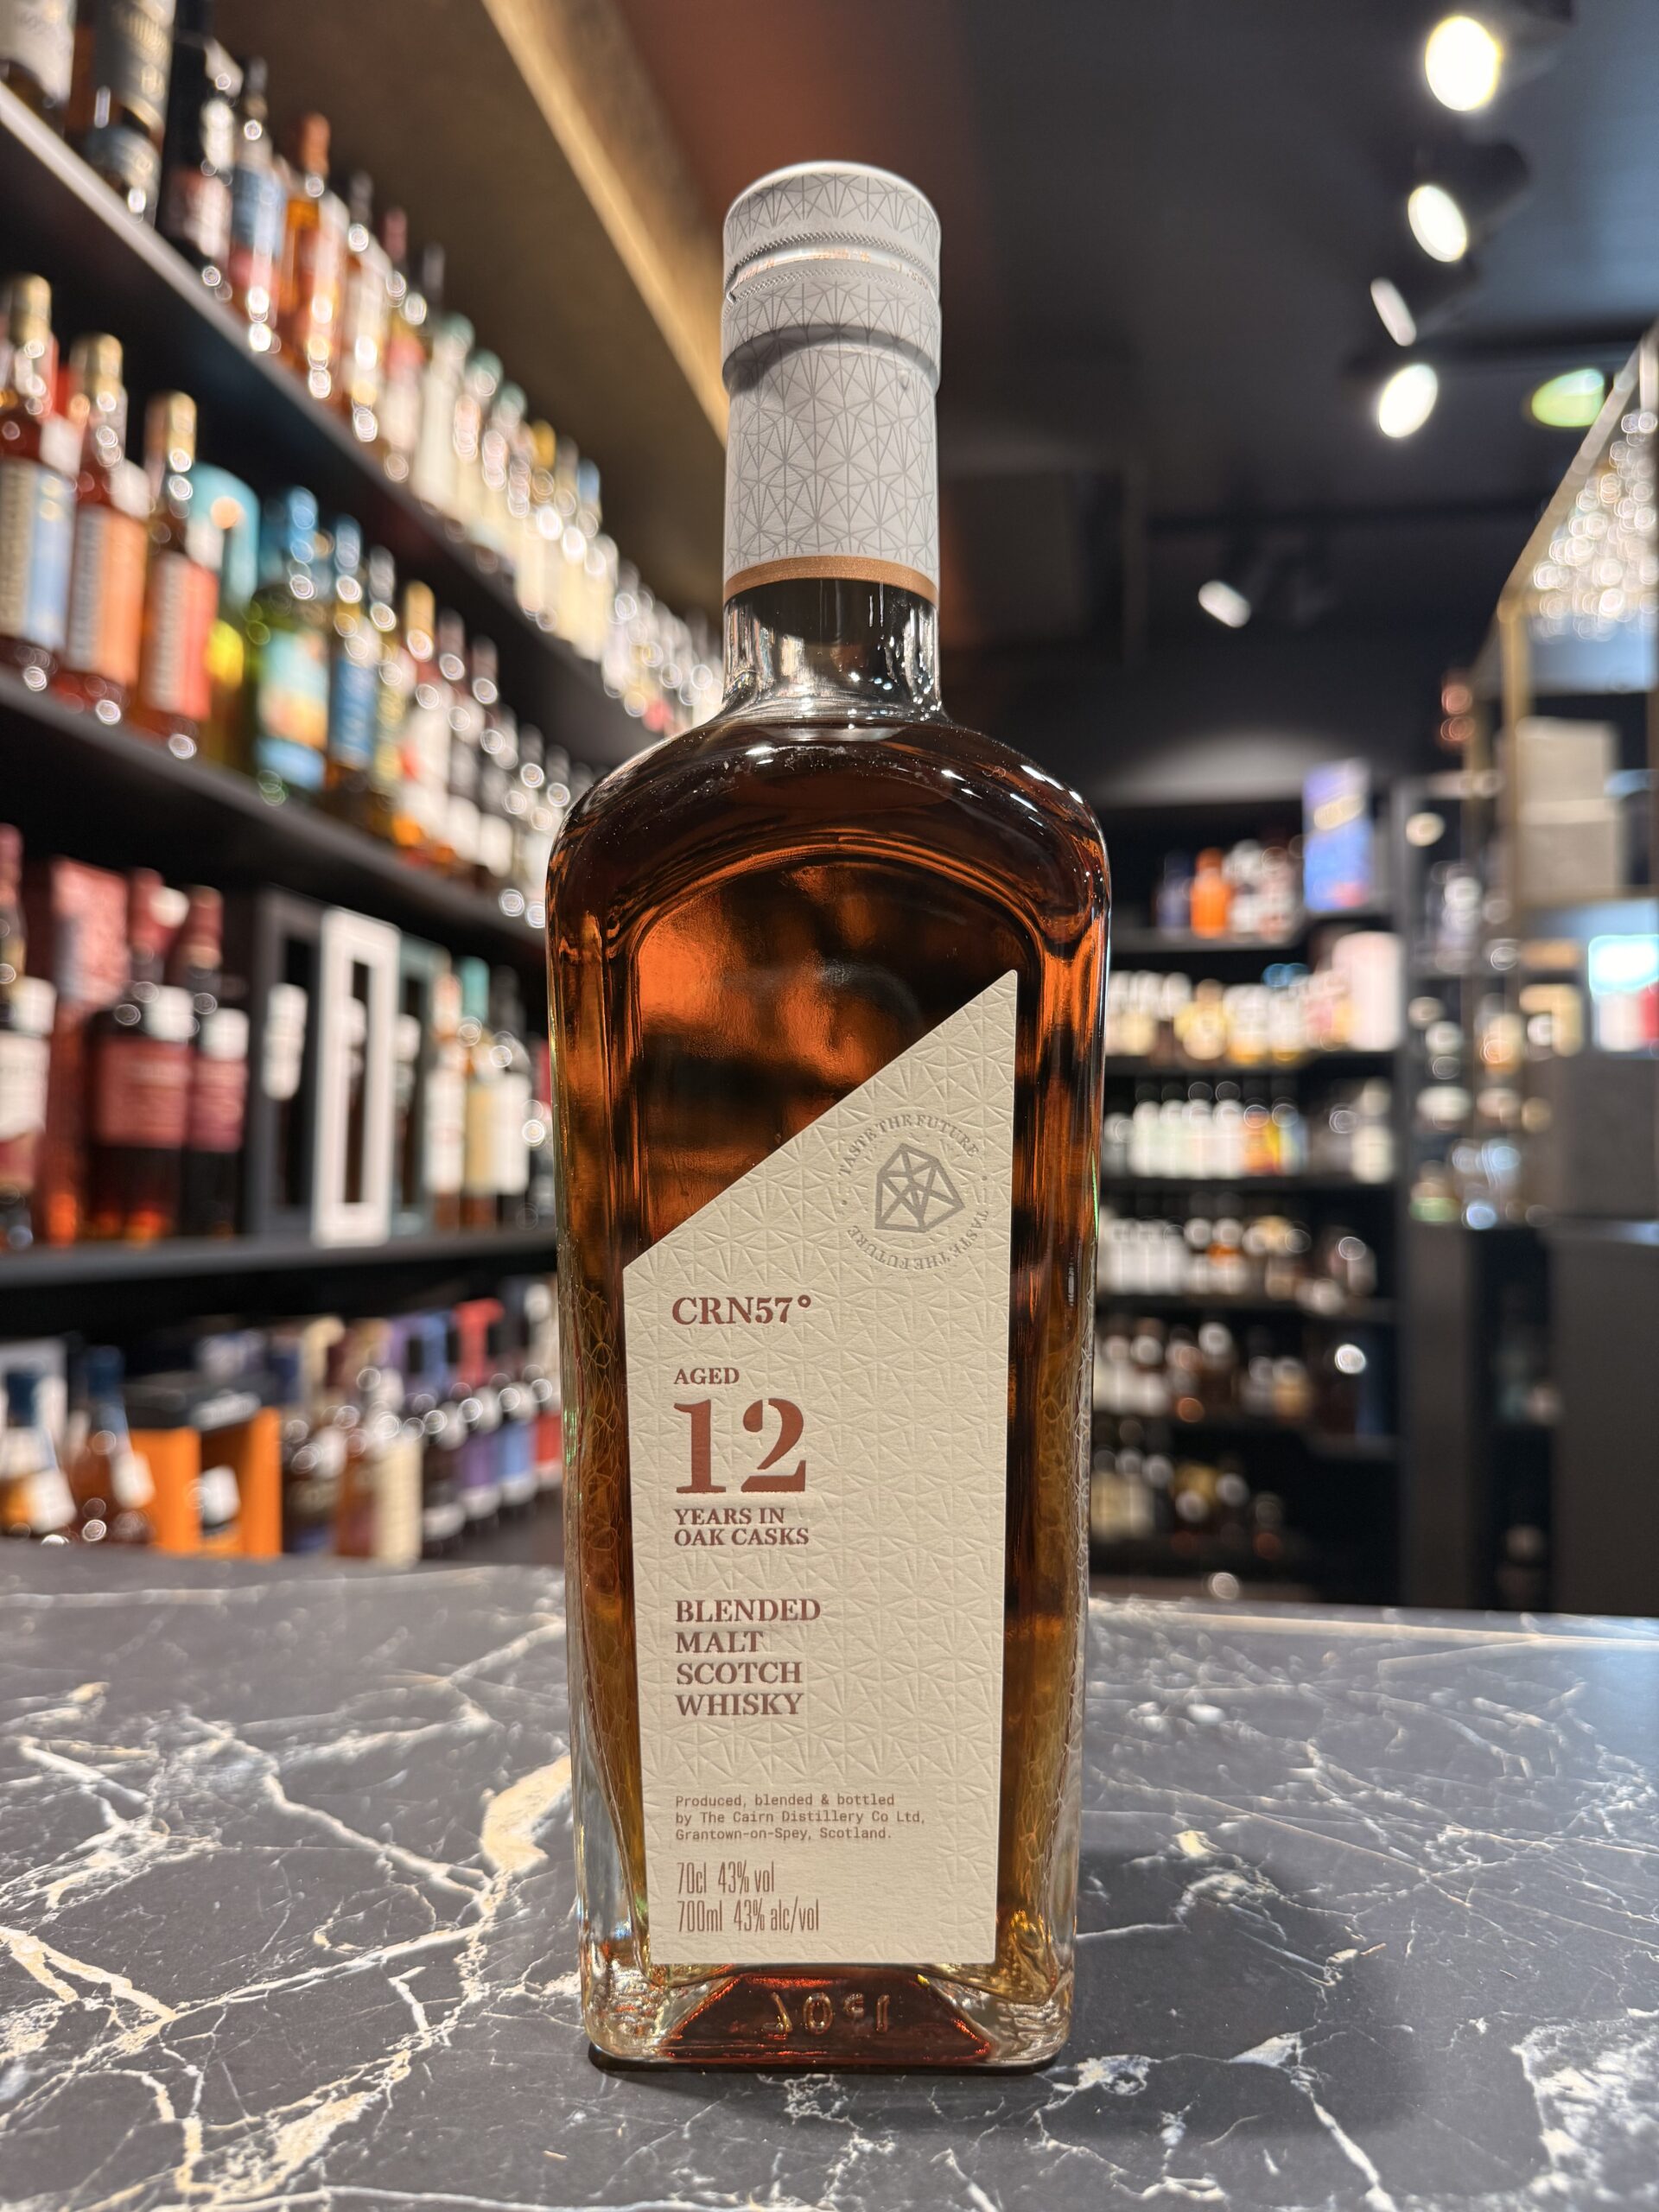 TASTE THE FUTURE · TASTE THE FUTURE ·
CRN57°
AGED
12
YEARS IN
OAK CASKS
BLENDED
MALT
SCOTCH
WHISKY
Produced, blended & bottled
by The Cairn Distillery Co Ltd,
Grantown-on-Spey, Scotland.
70cl 43% vol
700ml 43% alc/vol
70cl